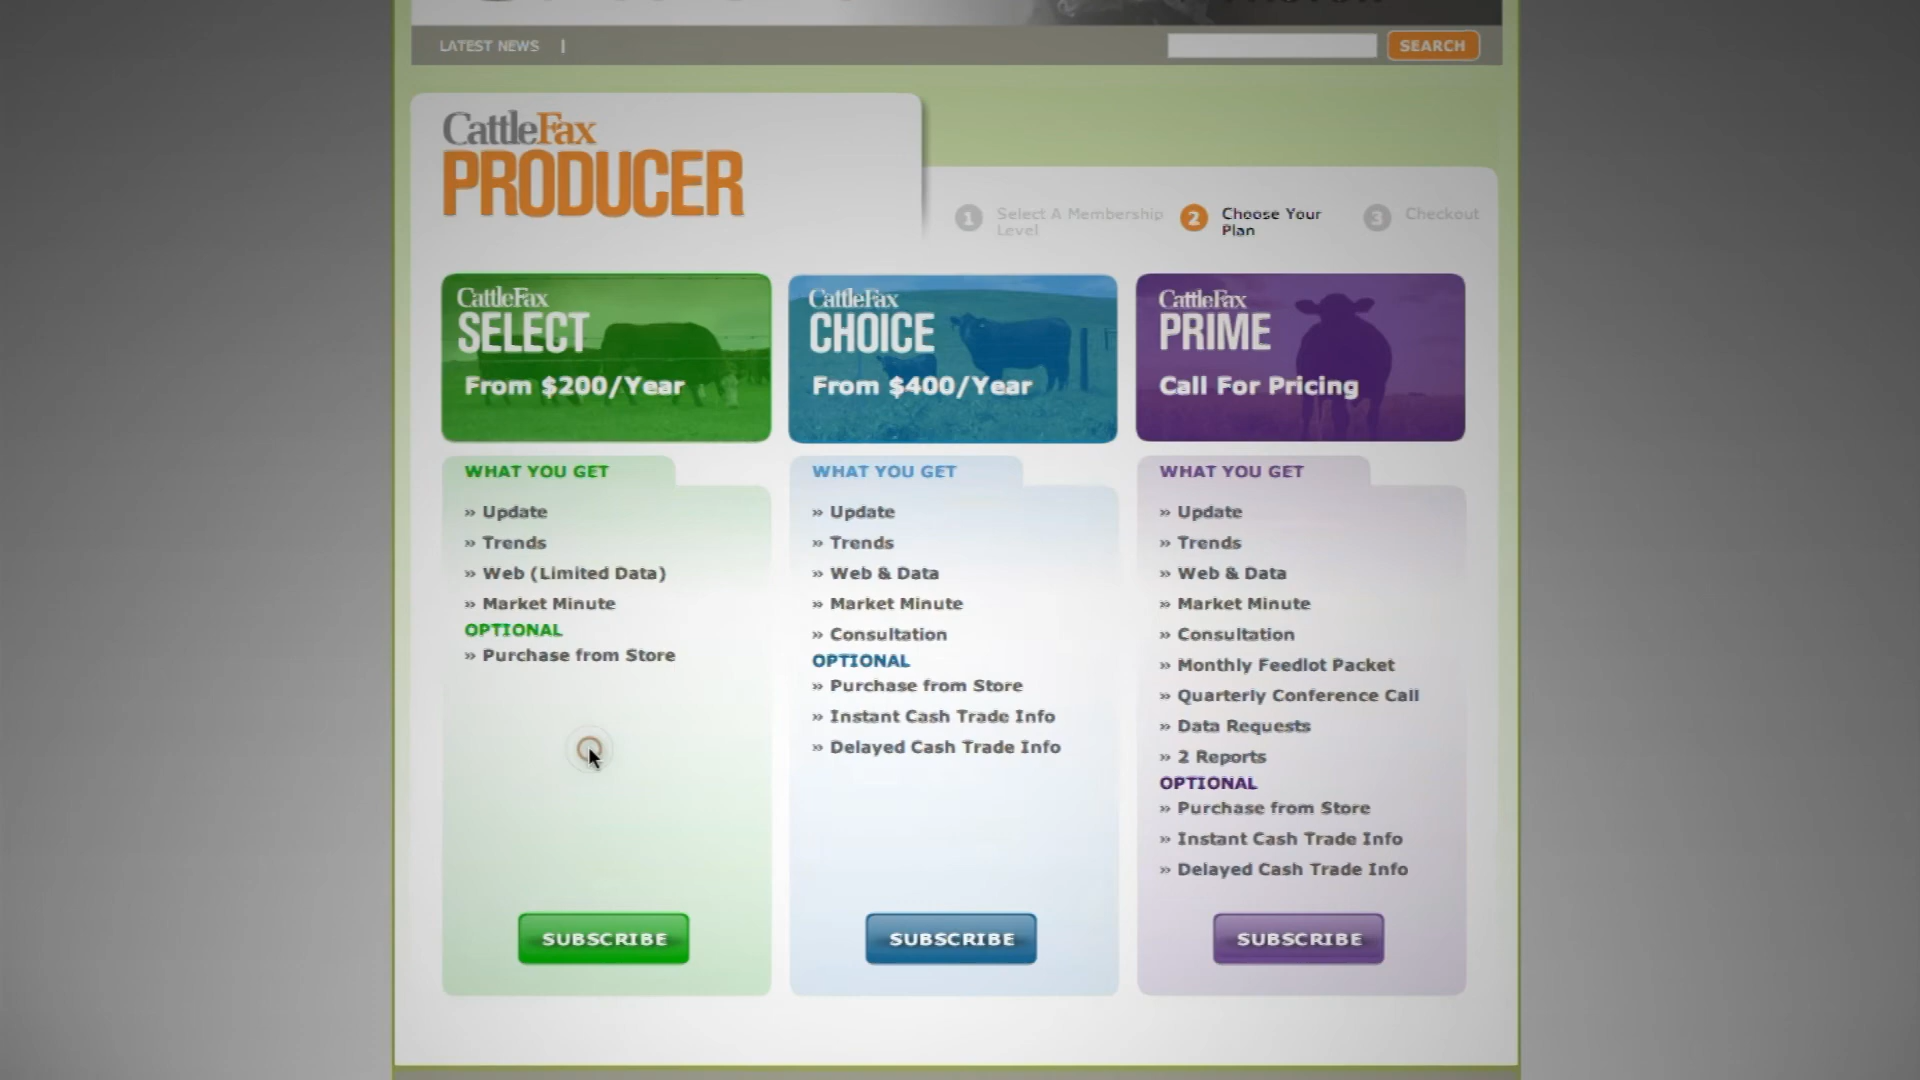 LATEST NEWS |
SEARCH
CattleFax
PRODUCER
1 Select A Membership
Level
2 Choose Your
Plan
3 Checkout
CattleFax
SELECT
From $200/Year
WHAT YOU GET
» Update
» Trends
» Web (Limited Data)
» Market Minute
OPTIONAL
» Purchase from Store
SUBSCRIBE
CattleFax
CHOICE
From $400/Year
WHAT YOU GET
» Update
» Trends
» Web & Data
» Market Minute
» Consultation
OPTIONAL
» Purchase from Store
» Instant Cash Trade Info
» Delayed Cash Trade Info
SUBSCRIBE
CattleFax
PRIME
Call For Pricing
WHAT YOU GET
» Update
» Trends
» Web & Data
» Market Minute
» Consultation
» Monthly Feedlot Packet
» Quarterly Conference Call
» Data Requests
» 2 Reports
OPTIONAL
» Purchase from Store
» Instant Cash Trade Info
» Delayed Cash Trade Info
SUBSCRIBE